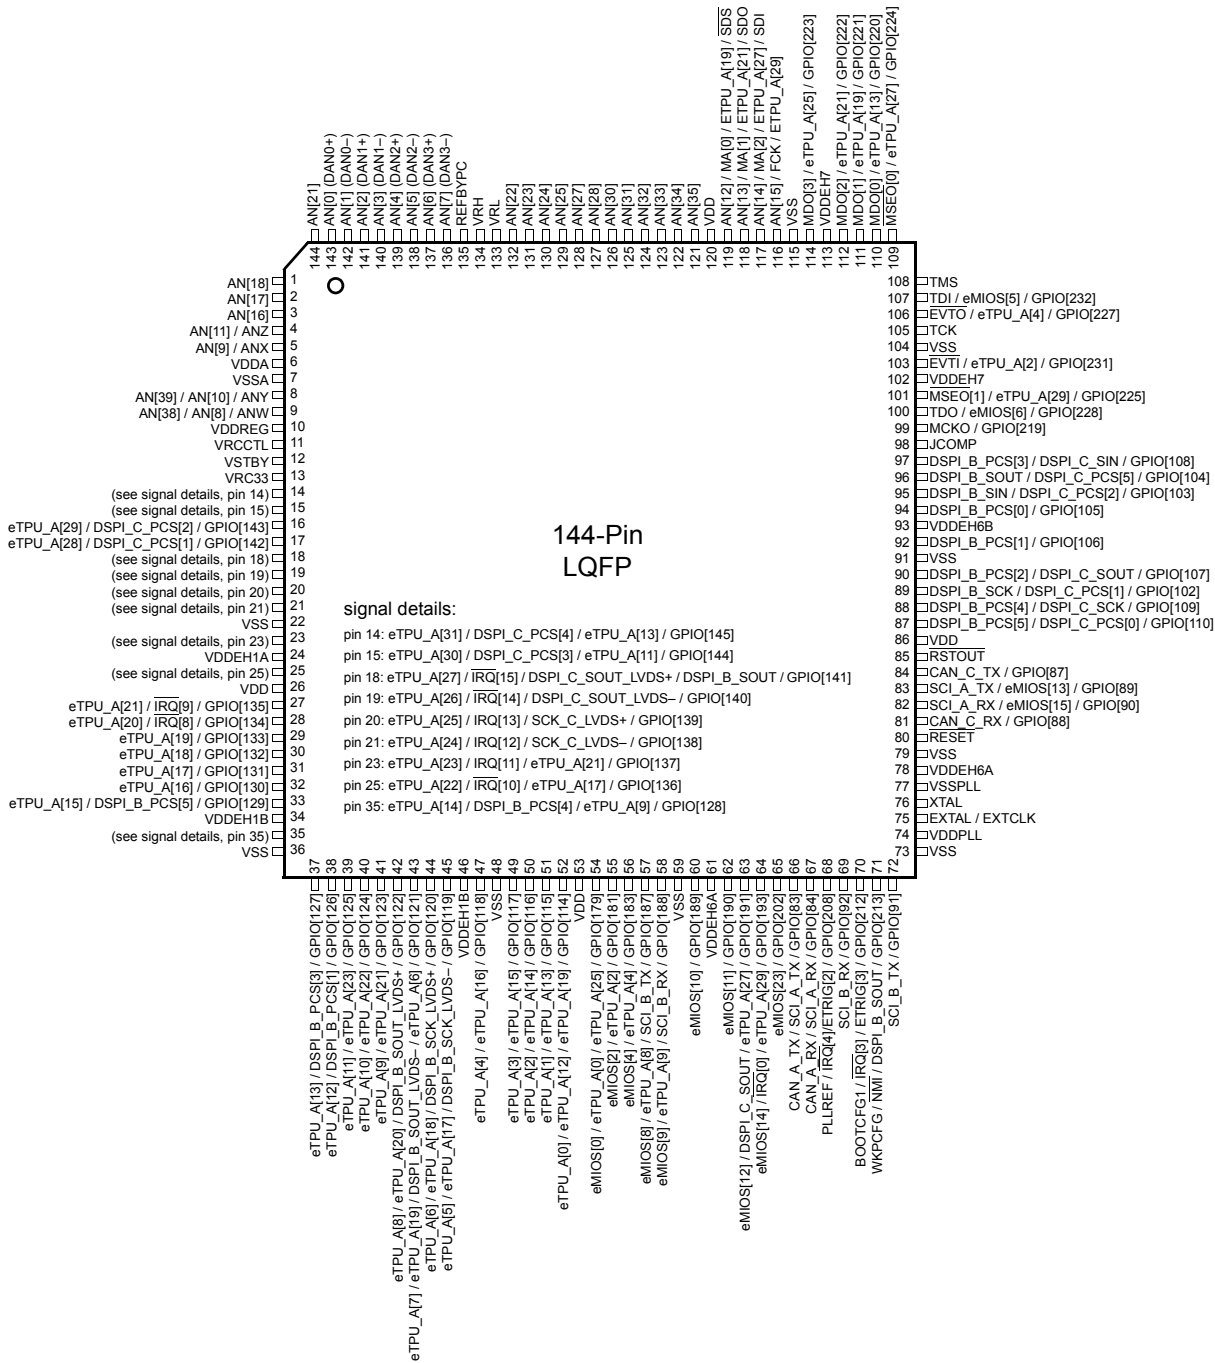 AN[21]
AN[0] (DAN0+)
AN[1] (DAN0–)
AN[2] (DAN1+)
AN[3] (DAN1–)
AN[4] (DAN2+)
AN[5] (DAN2–)
AN[6] (DAN3+)
AN[7] (DAN3–)
REFBYPC
VRH
VRL
AN[22]
AN[23]
AN[24]
AN[25]
AN[27]
AN[28]
AN[30]
AN[31]
AN[32]
AN[33]
AN[34]
AN[35]
VDD
AN[12] / MA[0] / ETPU_A[19] / SDS
AN[13] / MA[1] / ETPU_A[21] / SDO
AN[14] / MA[2] / ETPU_A[27] / SDI
AN[15] / FCK / ETPU_A[29]
VSS
MDO[3] / eTPU_A[25] / GPIO[223]
VDDEH7
MDO[2] / eTPU_A[21] / GPIO[222]
MDO[1] / eTPU_A[19] / GPIO[221]
MDO[0] / eTPU_A[13] / GPIO[220]
MSEO[0] / eTPU_A[27] / GPIO[224]
144 143 142 141 140 139 138 137 136 135 134 133 132 131 130 129 128 127 126 125 124 123 122 121 120 119 118 117 116 115 114 113 112 111 110 109
AN[18] 1
AN[17] 2
AN[16] 3
AN[11] / ANZ 4
AN[9] / ANX 5
VDDA 6
VSSA 7
AN[39] / AN[10] / ANY 8
AN[38] / AN[8] / ANW 9
VDDREG 10
VRCCTL 11
VSTBY 12
VRC33 13
(see signal details, pin 14) 14
(see signal details, pin 15) 15
eTPU_A[29] / DSPI_C_PCS[2] / GPIO[143] 16
eTPU_A[28] / DSPI_C_PCS[1] / GPIO[142] 17
(see signal details, pin 18) 18
(see signal details, pin 19) 19
(see signal details, pin 20) 20
(see signal details, pin 21) 21
VSS 22
(see signal details, pin 23) 23
VDDEH1A 24
(see signal details, pin 25) 25
VDD 26
eTPU_A[21] / IRQ[9] / GPIO[135] 27
eTPU_A[20] / IRQ[8] / GPIO[134] 28
eTPU_A[19] / GPIO[133] 29
eTPU_A[18] / GPIO[132] 30
eTPU_A[17] / GPIO[131] 31
eTPU_A[16] / GPIO[130] 32
eTPU_A[15] / DSPI_B_PCS[5] / GPIO[129] 33
VDDEH1B 34
(see signal details, pin 35) 35
VSS 36
144-Pin
LQFP
signal details:
pin 14: eTPU_A[31] / DSPI_C_PCS[4] / eTPU_A[13] / GPIO[145]
pin 15: eTPU_A[30] / DSPI_C_PCS[3] / eTPU_A[11] / GPIO[144]
pin 18: eTPU_A[27] / IRQ[15] / DSPI_C_SOUT_LVDS+ / DSPI_B_SOUT / GPIO[141]
pin 19: eTPU_A[26] / IRQ[14] / DSPI_C_SOUT_LVDS– / GPIO[140]
pin 20: eTPU_A[25] / IRQ[13] / SCK_C_LVDS+ / GPIO[139]
pin 21: eTPU_A[24] / IRQ[12] / SCK_C_LVDS– / GPIO[138]
pin 23: eTPU_A[23] / IRQ[11] / eTPU_A[21] / GPIO[137]
pin 25: eTPU_A[22] / IRQ[10] / eTPU_A[17] / GPIO[136]
pin 35: eTPU_A[14] / DSPI_B_PCS[4] / eTPU_A[9] / GPIO[128]
108 TMS
107 TDI / eMIOS[5] / GPIO[232]
106 EVTO / eTPU_A[4] / GPIO[227]
105 TCK
104 VSS
103 EVTI / eTPU_A[2] / GPIO[231]
102 VDDEH7
101 MSEO[1] / eTPU_A[29] / GPIO[225]
100 TDO / eMIOS[6] / GPIO[228]
99 MCKO / GPIO[219]
98 JCOMP
97 DSPI_B_PCS[3] / DSPI_C_SIN / GPIO[108]
96 DSPI_B_SOUT / DSPI_C_PCS[5] / GPIO[104]
95 DSPI_B_SIN / DSPI_C_PCS[2] / GPIO[103]
94 DSPI_B_PCS[0] / GPIO[105]
93 VDDEH6B
92 DSPI_B_PCS[1] / GPIO[106]
91 VSS
90 DSPI_B_PCS[2] / DSPI_C_SOUT / GPIO[107]
89 DSPI_B_SCK / DSPI_C_PCS[1] / GPIO[102]
88 DSPI_B_PCS[4] / DSPI_C_SCK / GPIO[109]
87 DSPI_B_PCS[5] / DSPI_C_PCS[0] / GPIO[110]
86 VDD
85 RSTOUT
84 CAN_C_TX / GPIO[87]
83 SCI_A_TX / eMIOS[13] / GPIO[89]
82 SCI_A_RX / eMIOS[15] / GPIO[90]
81 CAN_C_RX / GPIO[88]
80 RESET
79 VSS
78 VDDEH6A
77 VSSPLL
76 XTAL
75 EXTAL / EXTCLK
74 VDDPLL
73 VSS
37 38 39 40 41 42 43 44 45 46 47 48 49 50 51 52 53 54 55 56 57 58 59 60 61 62 63 64 65 66 67 68 69 70 71 72
eTPU_A[13] / DSPI_B_PCS[3] / GPIO[127]
eTPU_A[12] / DSPI_B_PCS[1] / GPIO[126]
eTPU_A[11] / eTPU_A[23] / GPIO[125]
eTPU_A[10] / eTPU_A[22] / GPIO[124]
eTPU_A[9] / eTPU_A[21] / GPIO[123]
eTPU_A[8] / eTPU_A[20] / DSPI_B_SOUT_LVDS+ / GPIO[122]
eTPU_A[7] / eTPU_A[19] / DSPI_B_SOUT_LVDS– / eTPU_A[6] / GPIO[121]
eTPU_A[6] / eTPU_A[18] / DSPI_B_SCK_LVDS+ / GPIO[120]
eTPU_A[5] / eTPU_A[17] / DSPI_B_SCK_LVDS– / GPIO[119]
VDDEH1B
eTPU_A[4] / eTPU_A[16] / GPIO[118]
VSS
eTPU_A[3] / eTPU_A[15] / GPIO[117]
eTPU_A[2] / eTPU_A[14] / GPIO[116]
eTPU_A[1] / eTPU_A[13] / GPIO[115]
eTPU_A[0] / eTPU_A[12] / eTPU_A[19] / GPIO[114]
VDD
eMIOS[0] / eTPU_A[0] / eTPU_A[25] / GPIO[179]
eMIOS[2] / eTPU_A[2] / GPIO[181]
eMIOS[4] / eTPU_A[4] / GPIO[183]
eMIOS[8] / eTPU_A[8] / SCI_B_TX / GPIO[187]
eMIOS[9] / eTPU_A[9] / SCI_B_RX / GPIO[188]
VSS
eMIOS[10] / GPIO[189]
VDDEH6A
eMIOS[11] / GPIO[190]
eMIOS[12] / DSPI_C_SOUT / eTPU_A[27] / GPIO[191]
eMIOS[14] / IRQ[0] / eTPU_A[29] / GPIO[193]
eMIOS[23] / GPIO[202]
CAN_A_TX / SCI_A_TX / GPIO[83]
CAN_A_RX / SCI_A_RX / GPIO[84]
PLLREF / IRQ[4]/ETRIG[2] / GPIO[208]
SCI_B_RX / GPIO[92]
BOOTCFG1 / IRQ[3] / ETRIG[3] / GPIO[212]
WKPCFG / NMI / DSPI_B_SOUT / GPIO[213]
SCI_B_TX / GPIO[91]